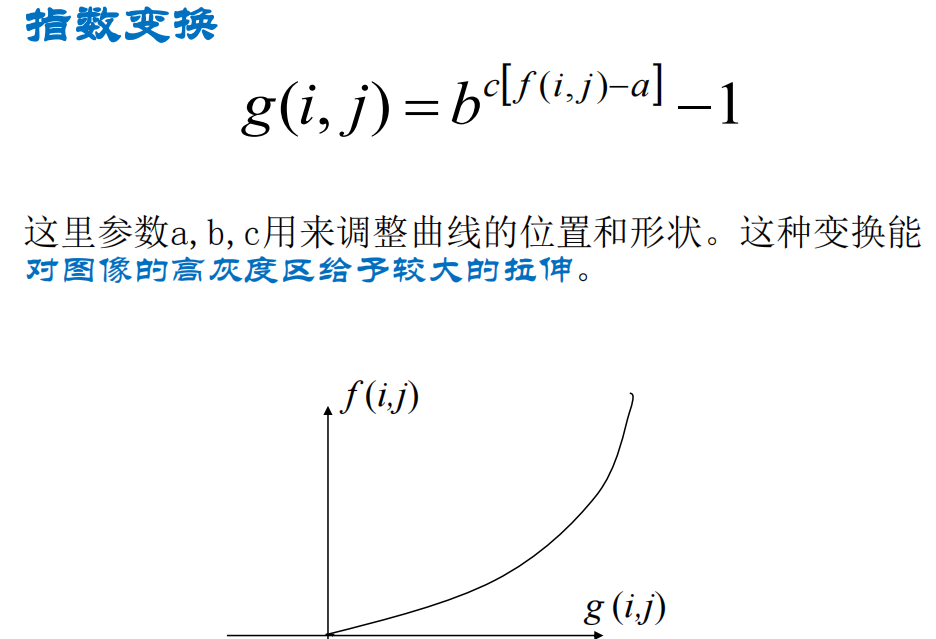 指数变换
g(i, j) = b^{c[f(i,j)−a]} − 1
这里参数a,b,c用来调整曲线的位置和形状。这种变换能
对图像的高灰度区给予较大的拉伸。
f (i,j)
g (i,j)